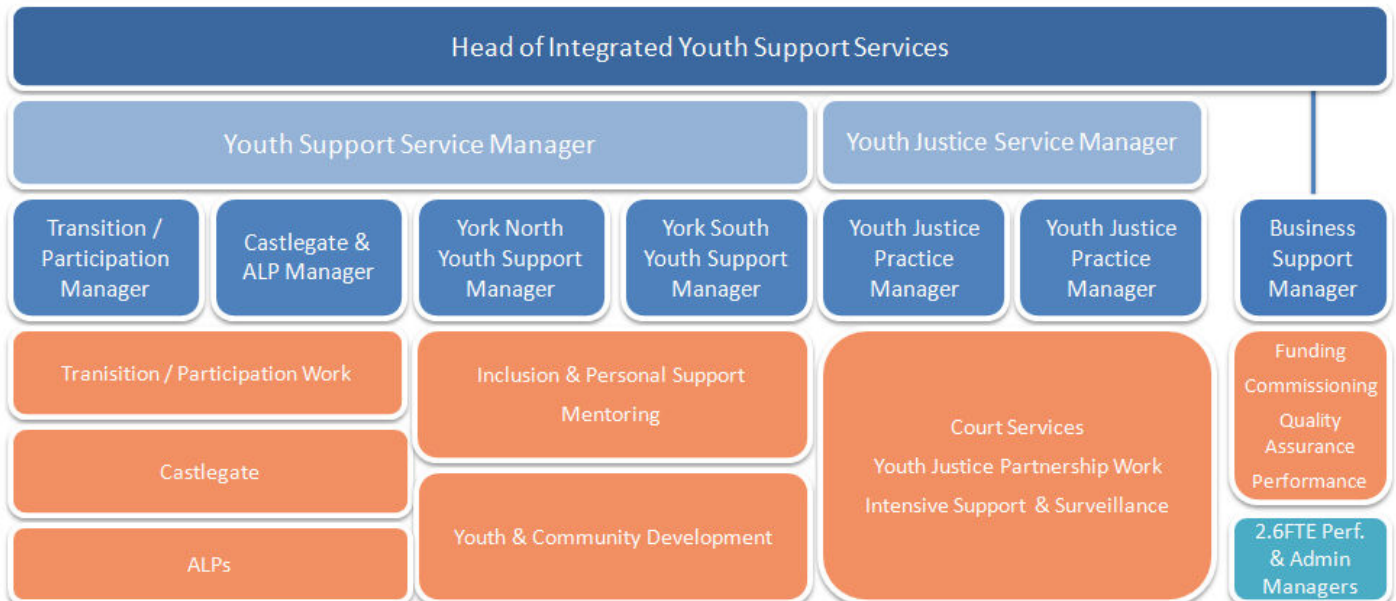 Head of Integrated Youth Support Services
Youth Support Service Manager
Youth Justice Service Manager
Transition /
Participation
Manager
Castlegate &
ALP Manager
York North
Youth Support
Manager
York South
Youth Support
Manager
Youth Justice
Practice
Manager
Youth Justice
Practice
Manager
Business
Support
Manager
Tranisition / Participation Work
Castlegate
ALPs
Inclusion & Personal Support
Mentoring
Youth & Community Development
Court Services
Youth Justice Partnership Work
Intensive Support & Surveillance
Funding
Commissioning
Quality
Assurance
Performance
2.6FTE Perf.
& Admin
Managers